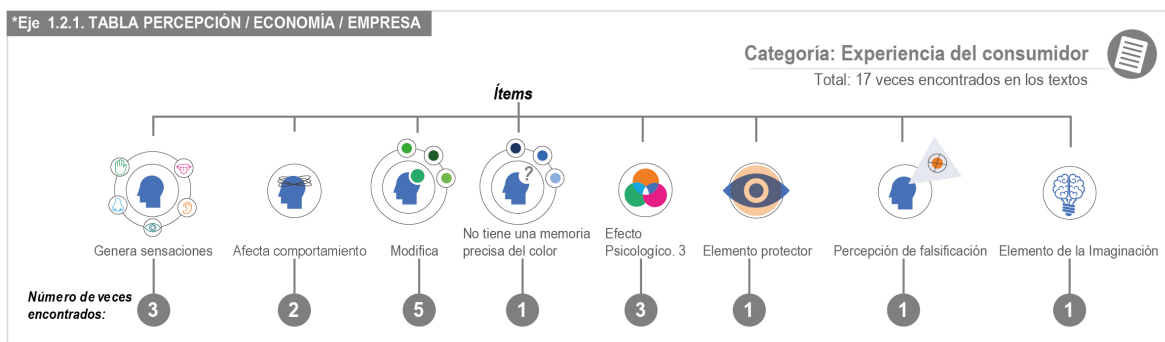 *Eje 1.2.1. TABLA PERCEPCIÓN / ECONOMÍA / EMPRESA
Categoría: Experiencia del consumidor
Total: 17 veces encontrados en los textos
Ítems
?
Genera sensaciones
Afecta comportamiento
Modifica
No tiene una memoria
precisa del color
Efecto
Psicologíco. 3
Elemento protector
Percepción de falsificación
Elemento de la Imaginación
Número de veces
encontrados:
3
2
5
1
3
1
1
1